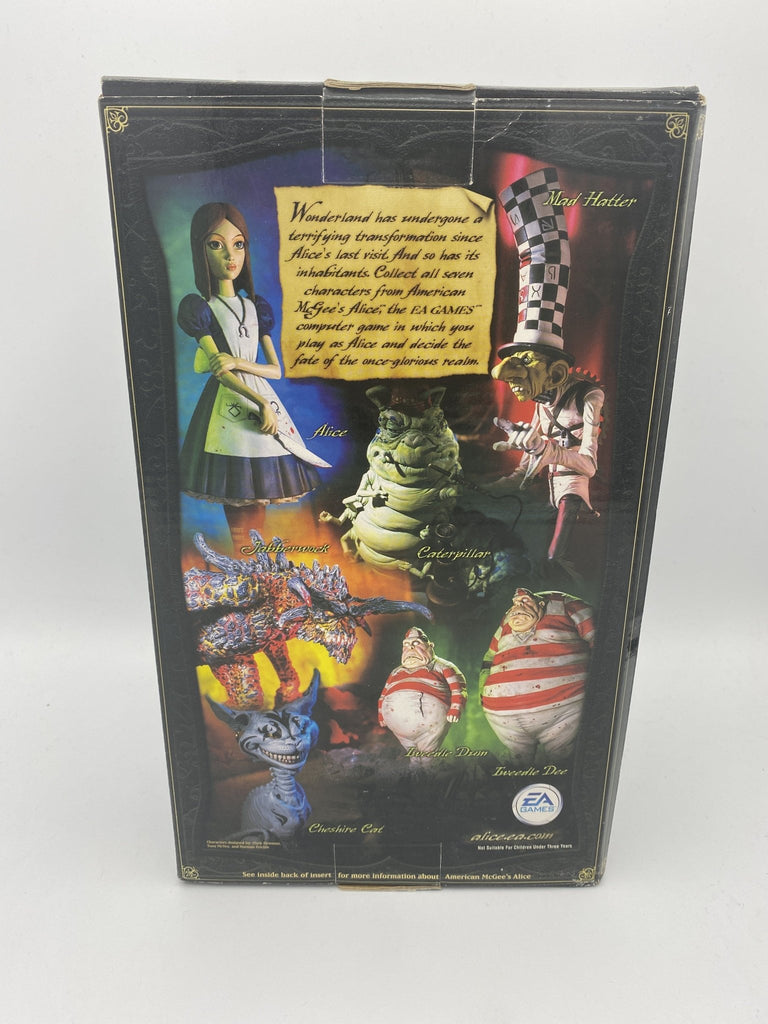 Wonderland has undergone a
terrifying transformation since
Alice's last visit. And so has its
inhabitants. Collect all seven
characters from American
McGee's Alice,™ the EA GAMES™
computer game in which you
play as Alice and decide the
fate of the once-glorious realm.
Mad Hatter
Alice
Jabberwock
Caterpillar
Tweedle Dum
Tweedle Dee
Cheshire Cat
EA
GAMES
alice.ea.com
Not Suitable For Children Under Three Years
Characters designed by
See inside back of insert for more information about American McGee's Alice